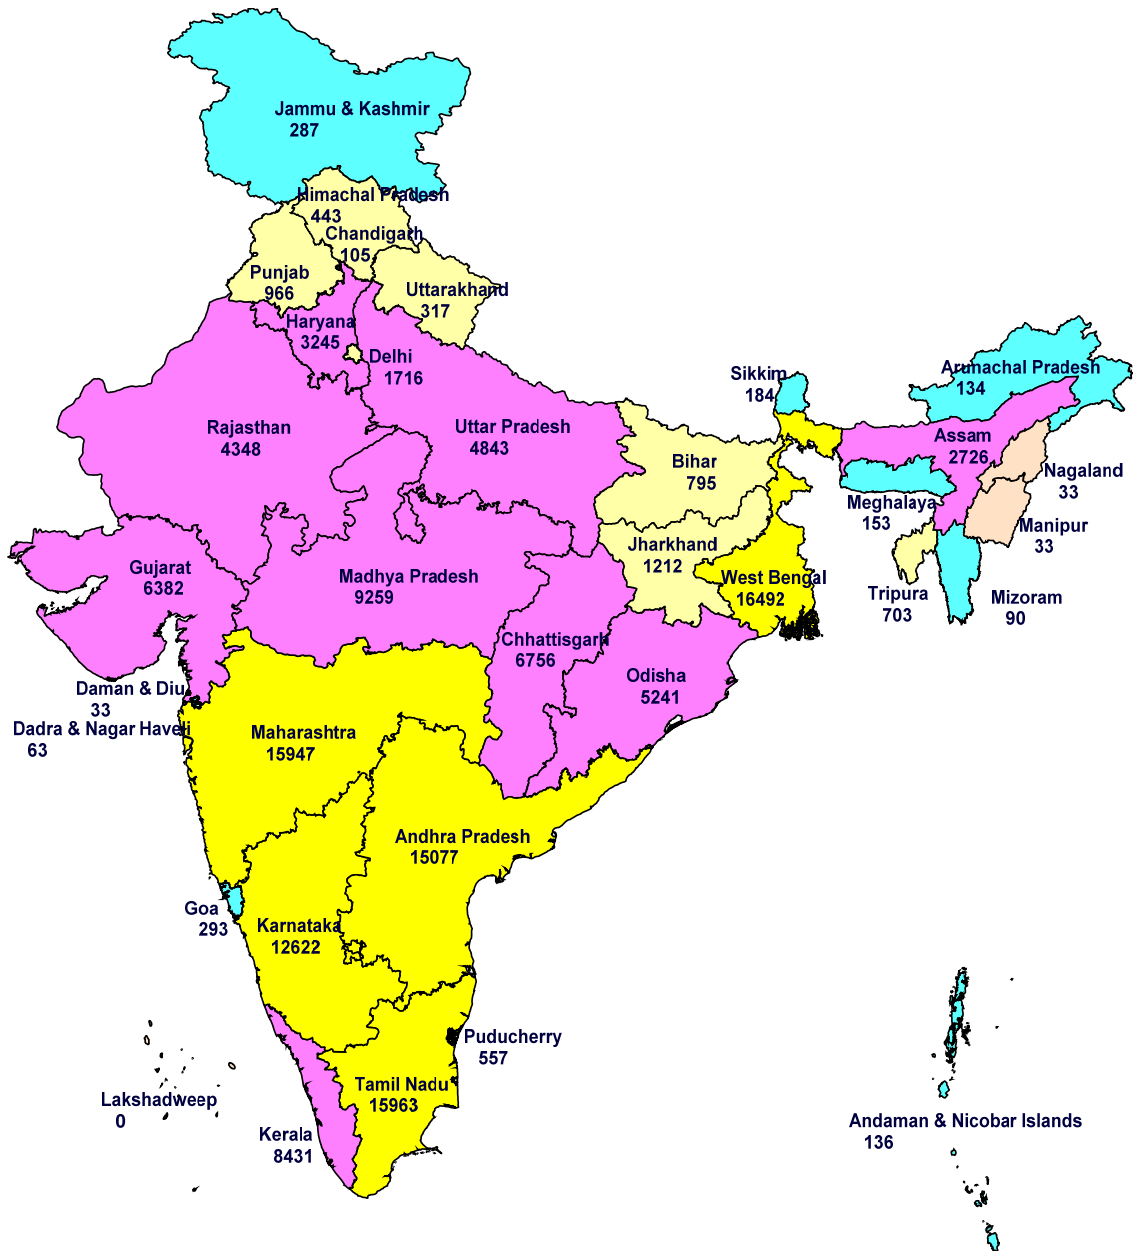 Jammu & Kashmir
287
Himachal Pradesh
443
Chandigarh
105
Punjab
966
Uttarakhand
317
Haryana
3245
Delhi
1716
Arunachal Pradesh
134
Sikkim
184
Rajasthan
4348
Uttar Pradesh
4843
Assam
2726
Bihar
795
Nagaland
33
Meghalaya
153
Manipur
33
Jharkhand
1212
Gujarat
6382
Madhya Pradesh
9259
West Bengal
16492
Tripura
703
Mizoram
90
Chhattisgarh
6756
Odisha
5241
Daman & Diu
33
Dadra & Nagar Haveli
63
Maharashtra
15947
Andhra Pradesh
15077
Goa
293
Karnataka
12622
Puducherry
557
Tamil Nadu
15963
Lakshadweep
0
Andaman & Nicobar Islands
136
Kerala
8431